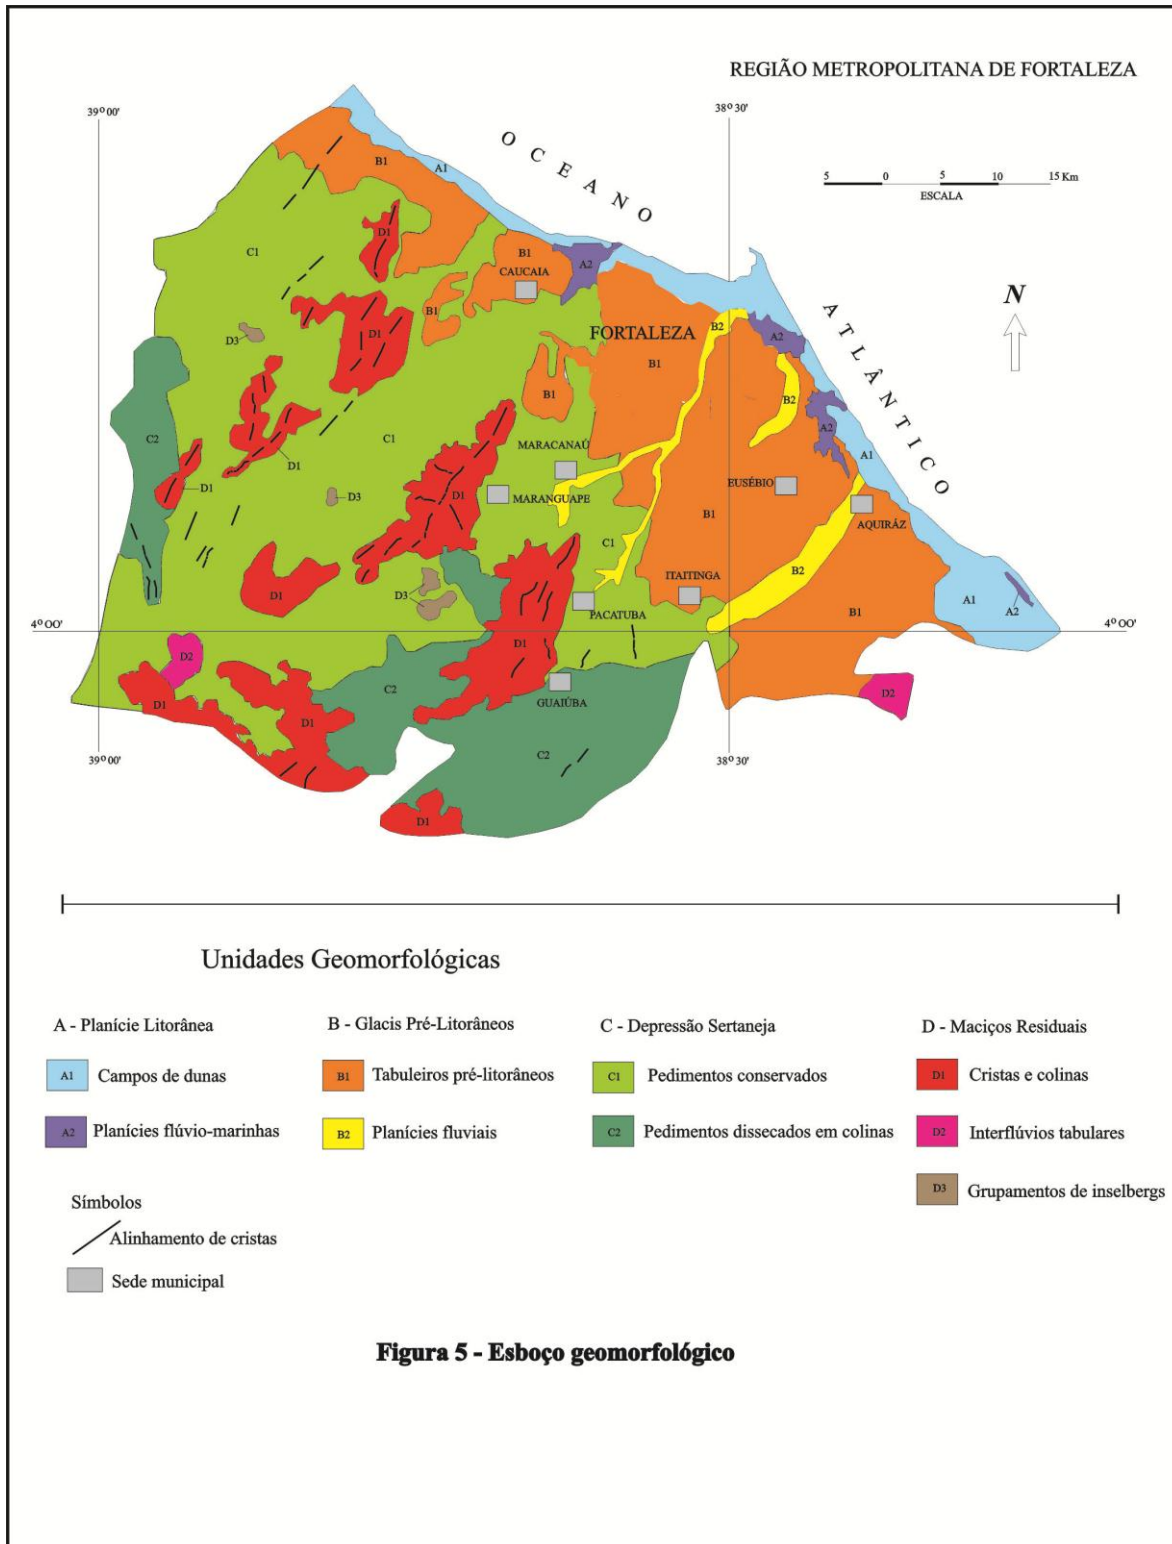 REGIÃO METROPOLITANA DE FORTALEZA
39º 00'
38º 30'
OCEANO
5 0 5 10 15 Km
ESCALA
B1
A1
D1
C1
B1
A2
CAUCAIA
N
ATLÂNTICO
B1
D1
D3
FORTALEZA
B2
A2
B1
B1
B2
C2
C1
A2
MARACANAÚ
A1
D1
D1
D1
EUSÉBIO
D3
MARANGUAPE
B1
AQUIRÁZ
C1
B2
ITAITINGA
D1
D3
A1
B1
A2
PACATUBA
4º 00'
4º 00'
D1
D2
C2
D2
D1
D1
GUAIÚBA
C2
39º 00'
38º 30'
D1
Unidades Geomorfológicas
A - Planície Litorânea
B - Glacis Pré-Litorâneos
C - Depressão Sertaneja
D - Maciços Residuais
A1 Campos de dunas
B1 Tabuleiros pré-litorâneos
C1 Pedimentos conservados
D1 Cristas e colinas
A2 Planícies flúvio-marinhas
B2 Planícies fluviais
C2 Pedimentos dissecados em colinas
D2 Interflúvios tabulares
D3 Grupamentos de inselbergs
Símbolos
Alinhamento de cristas
Sede municipal
Figura 5 - Esboço geomorfológico